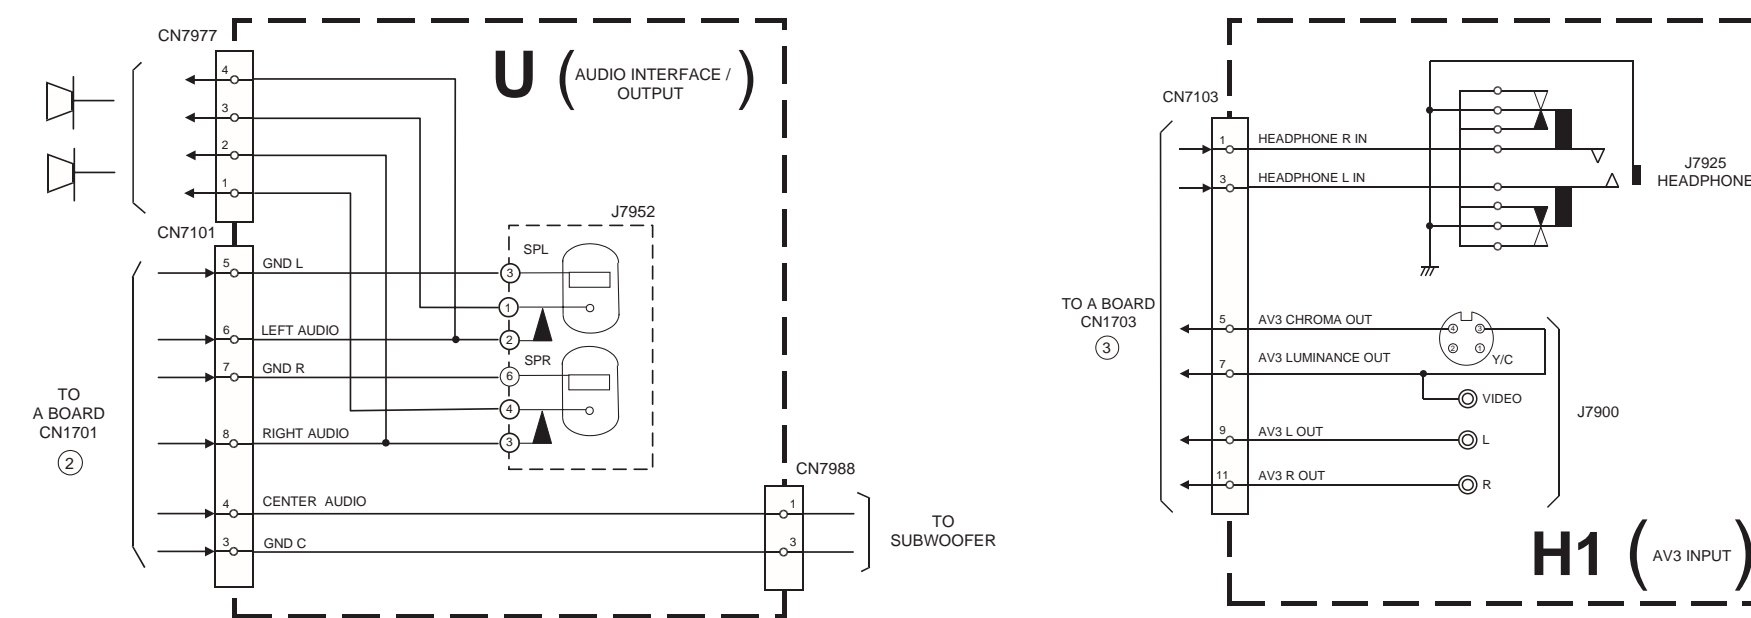 CN7977
4
3
2
1
U ( AUDIO INTERFACE /
OUTPUT )
CN7101
5 GND L
6 LEFT AUDIO
7 GND R
8 RIGHT AUDIO
4 CENTER AUDIO
3 GND C
TO
A BOARD
CN1701
2
J7952
SPL
3
1
2
SPR
6
4
3
CN7988
1
3
TO
SUBWOOFER
CN7103
1 HEADPHONE R IN
3 HEADPHONE L IN
J7925
HEADPHONE
TO A BOARD
CN1703
3
5 AV3 CHROMA OUT
7 AV3 LUMINANCE OUT
9 AV3 L OUT
11 AV3 R OUT
4 3
2 1
Y/C
VIDEO
L
R
J7900
H1 ( AV3 INPUT )